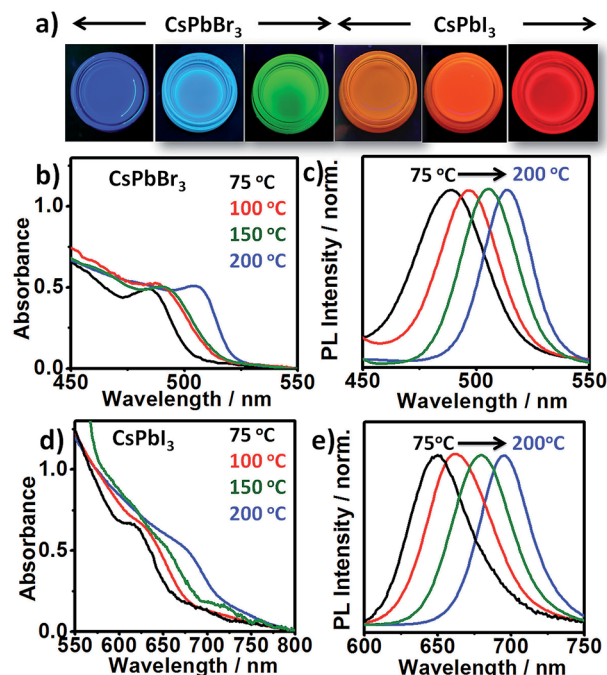 a) CsPbBr₃ CsPbI₃
b) CsPbBr₃
75 °C
100 °C
150 °C
200 °C
1.0
0.5
0.0
Absorbance
450 500 550
Wavelength / nm
c) 75 °C 200 °C
PL Intensity / norm.
450 500 550
Wavelength / nm
d) CsPbI₃
75 °C
100 °C
150 °C
200 °C
1.0
0.5
0.0
Absorbance
550 600 650 700 750 800
Wavelength / nm
e) 75°C 200°C
PL Intensity / norm.
600 650 700 750
Wavelength / nm